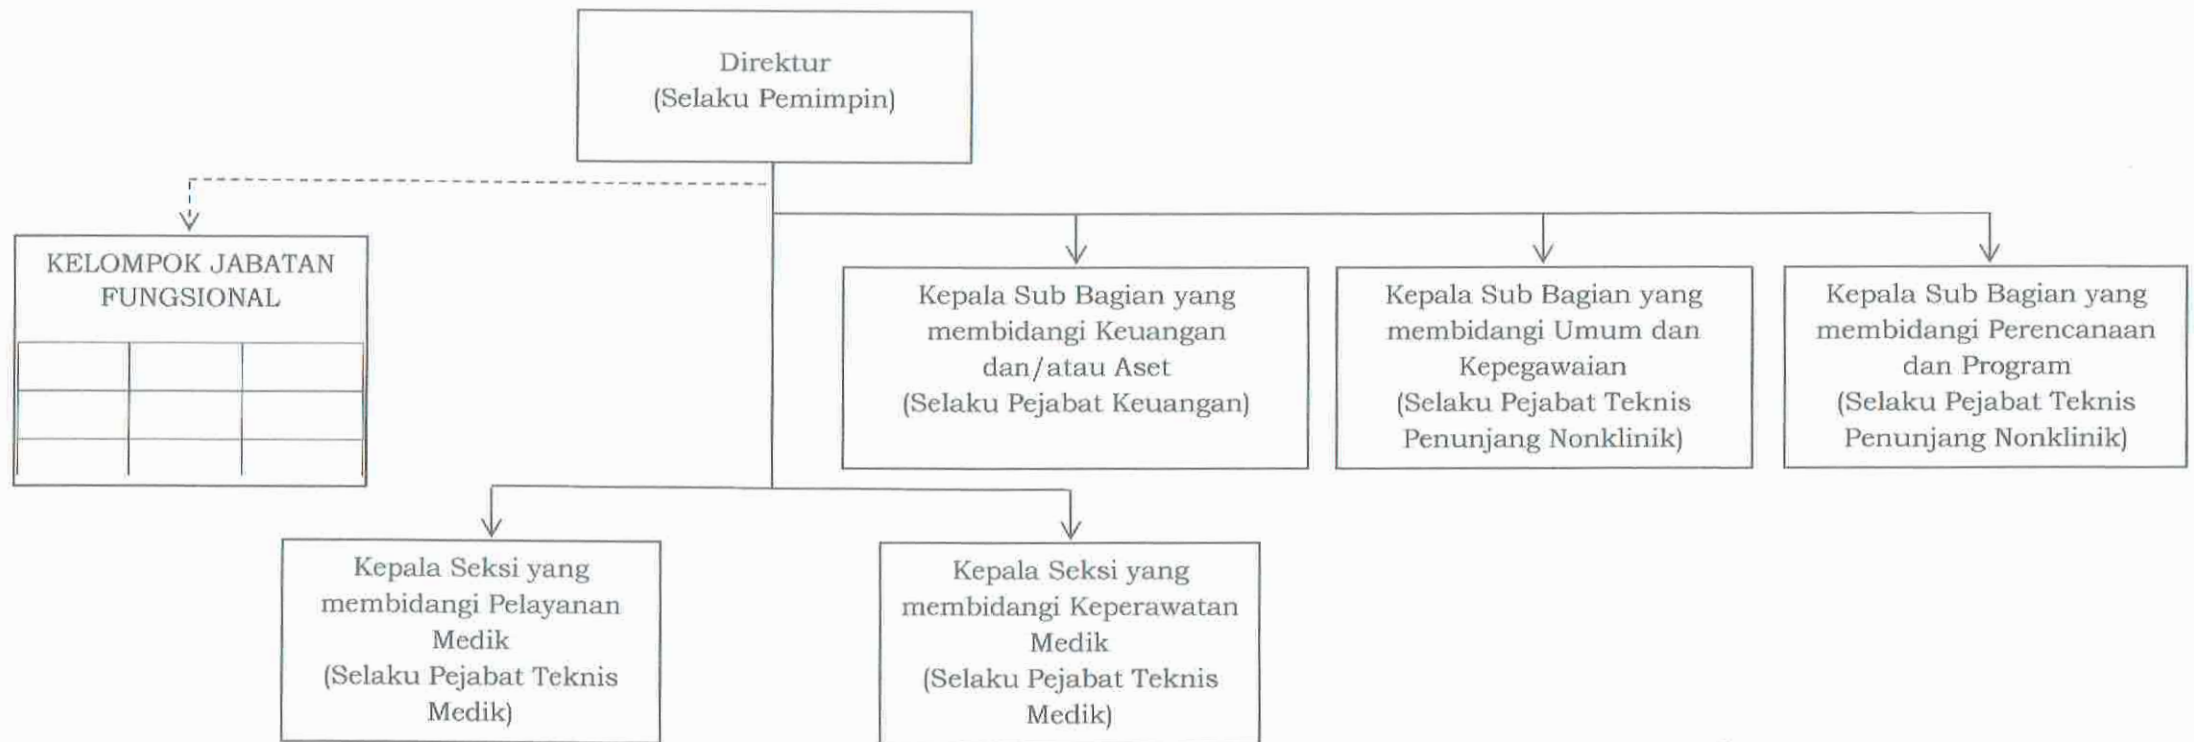 Direktur
(Selaku Pemimpin)
KELOMPOK JABATAN
FUNGSIONAL
Kepala Sub Bagian yang
membidangi Keuangan
dan/atau Aset
(Selaku Pejabat Keuangan)
Kepala Sub Bagian yang
membidangi Umum dan
Kepegawaian
(Selaku Pejabat Teknis
Penunjang Nonklinik)
Kepala Sub Bagian yang
membidangi Perencanaan
dan Program
(Selaku Pejabat Teknis
Penunjang Nonklinik)
Kepala Seksi yang
membidangi Pelayanan
Medik
(Selaku Pejabat Teknis
Medik)
Kepala Seksi yang
membidangi Keperawatan
Medik
(Selaku Pejabat Teknis
Medik)